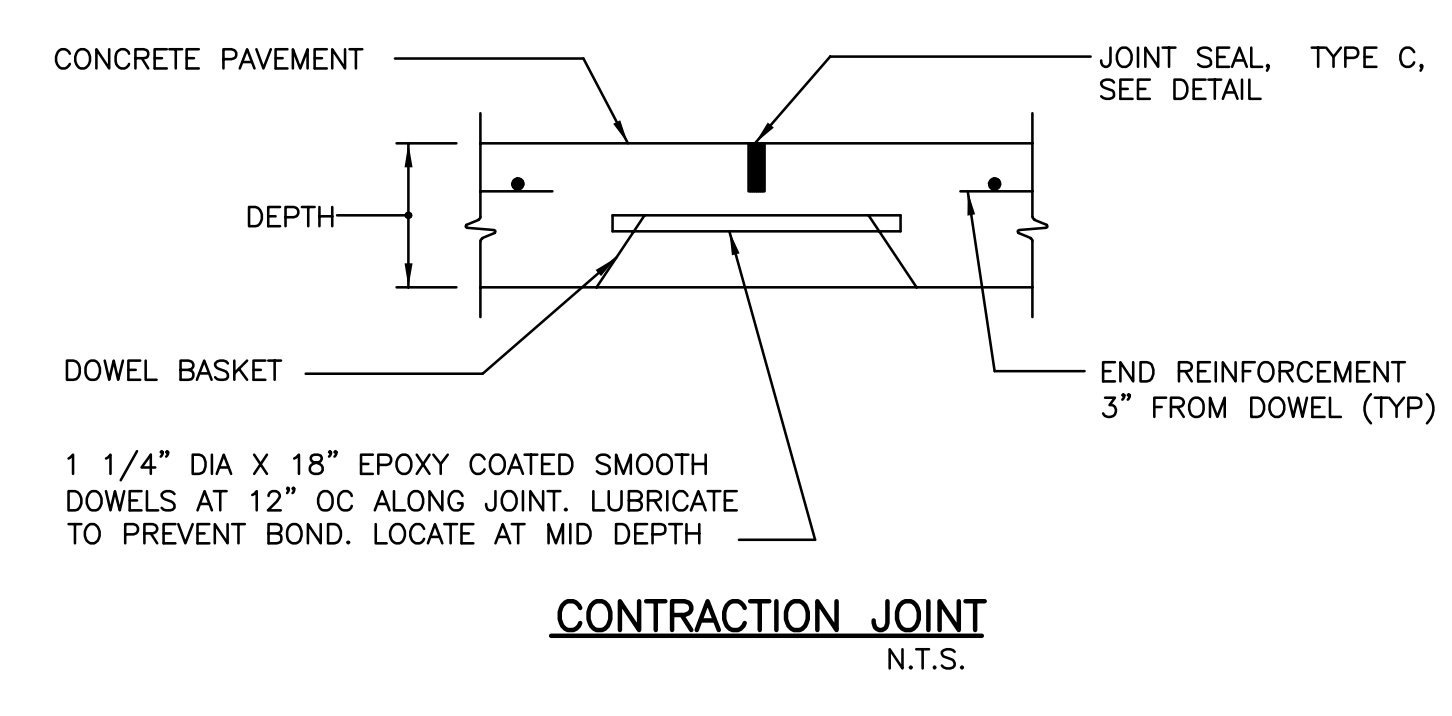 CONCRETE PAVEMENT
JOINT SEAL, TYPE C,
SEE DETAIL
DEPTH
DOWEL BASKET
END REINFORCEMENT
3" FROM DOWEL (TYP)
1 1/4" DIA X 18" EPOXY COATED SMOOTH
DOWELS AT 12" OC ALONG JOINT. LUBRICATE
TO PREVENT BOND. LOCATE AT MID DEPTH
CONTRACTION JOINT
N.T.S.